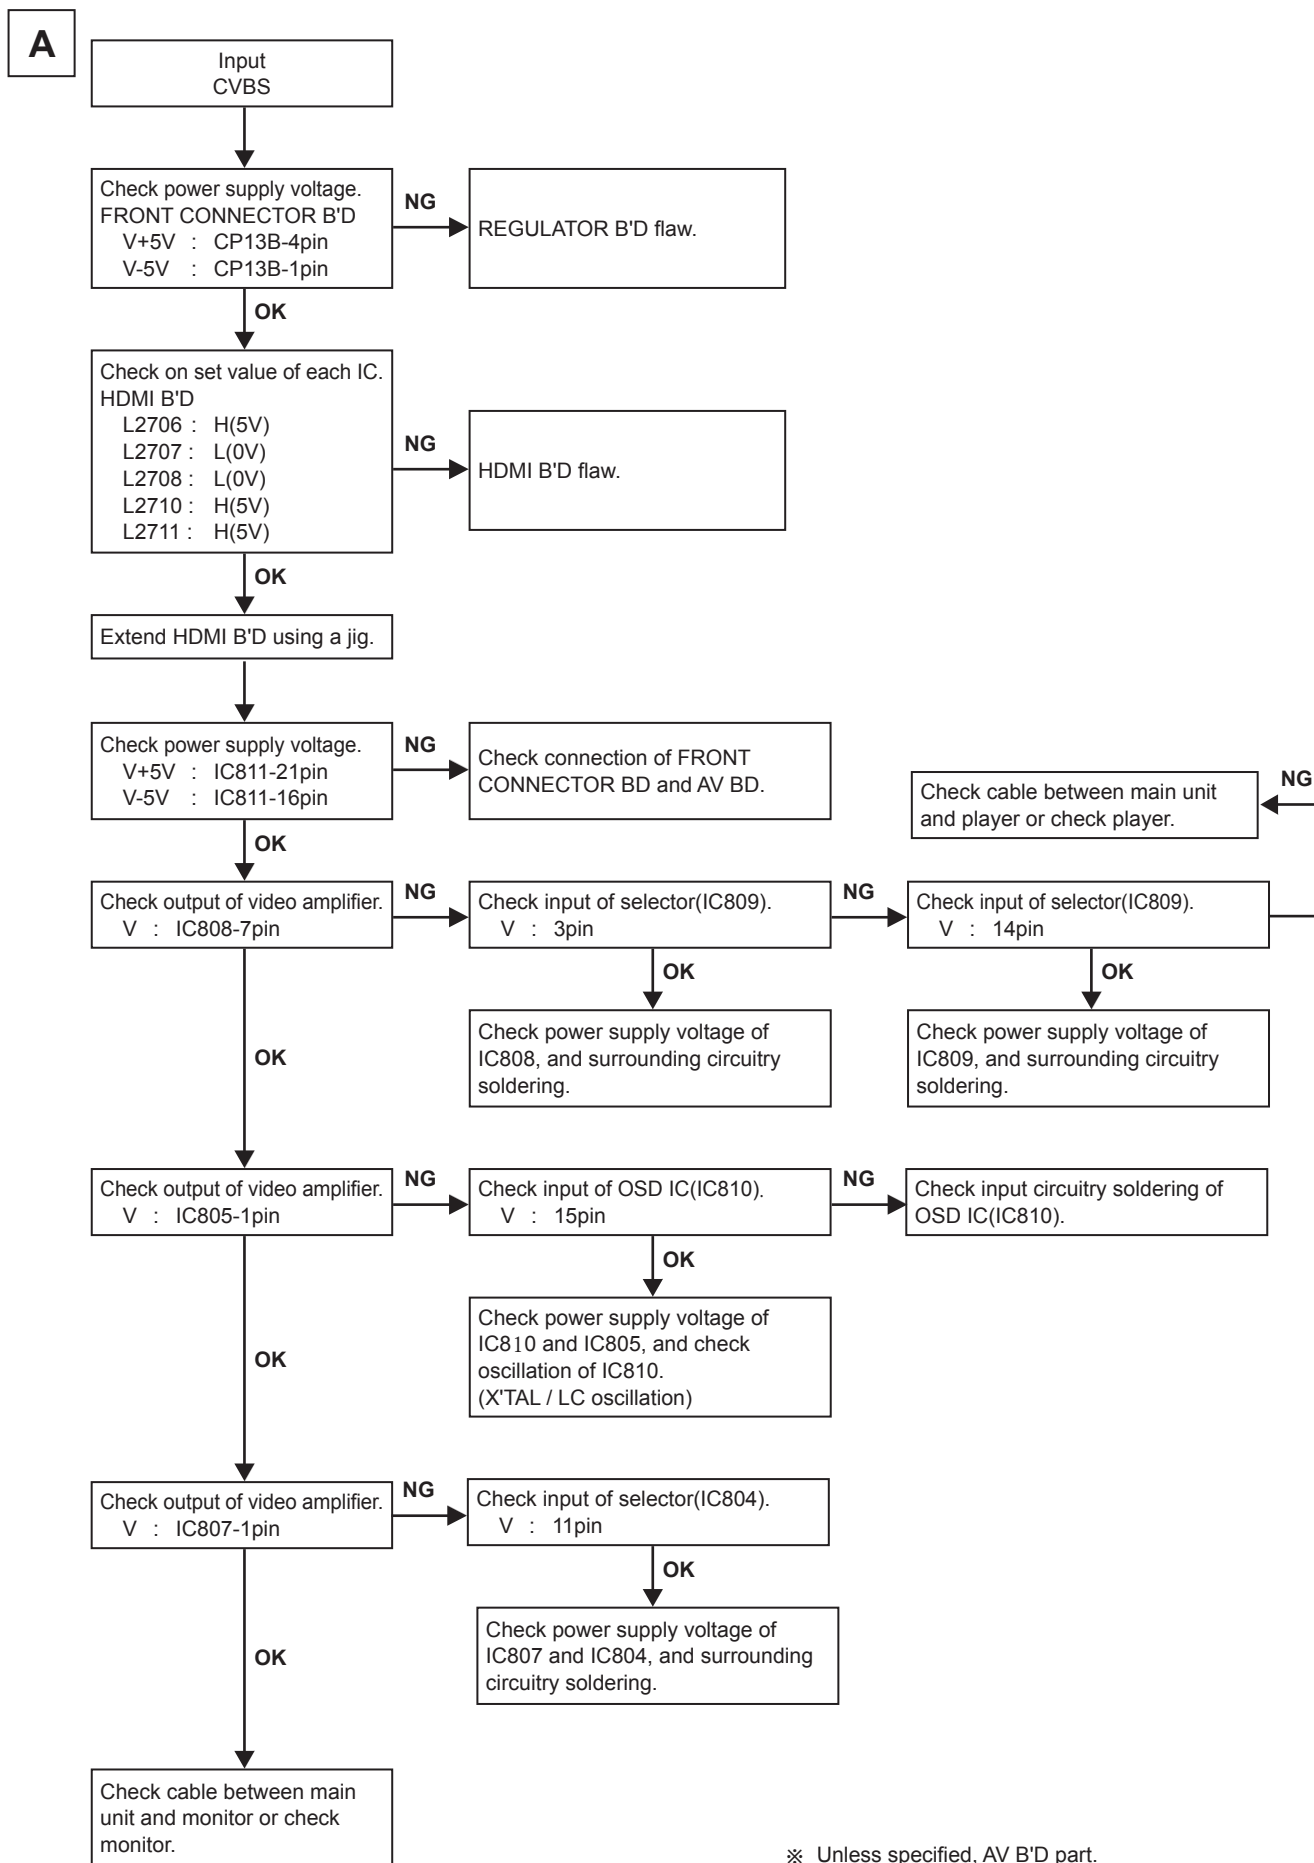 A
Input
CVBS
Check power supply voltage.
FRONT CONNECTOR B'D
V+5V : CP13B-4pin
V-5V : CP13B-1pin
NG
REGULATOR B'D flaw.
OK
Check on set value of each IC.
HDMI B'D
L2706 : H(5V)
L2707 : L(0V)
L2708 : L(0V)
L2710 : H(5V)
L2711 : H(5V)
NG
HDMI B'D flaw.
OK
Extend HDMI B'D using a jig.
Check power supply voltage.
V+5V : IC811-21pin
V-5V : IC811-16pin
NG
Check connection of FRONT
CONNECTOR BD and AV BD.
Check cable between main unit
and player or check player.
NG
OK
Check output of video amplifier.
V : IC808-7pin
NG
Check input of selector(IC809).
V : 3pin
NG
Check input of selector(IC809).
V : 14pin
OK
OK
Check power supply voltage of
IC808, and surrounding circuitry
soldering.
Check power supply voltage of
IC809, and surrounding circuitry
soldering.
OK
Check output of video amplifier.
V : IC805-1pin
NG
Check input of OSD IC(IC810).
V : 15pin
NG
Check input circuitry soldering of
OSD IC(IC810).
OK
Check power supply voltage of
IC810 and IC805, and check
oscillation of IC810.
(X'TAL / LC oscillation)
OK
Check output of video amplifier.
V : IC807-1pin
NG
Check input of selector(IC804).
V : 11pin
OK
Check power supply voltage of
IC807 and IC804, and surrounding
circuitry soldering.
OK
Check cable between main
unit and monitor or check
monitor.
※ Unless specified, AV B'D part.